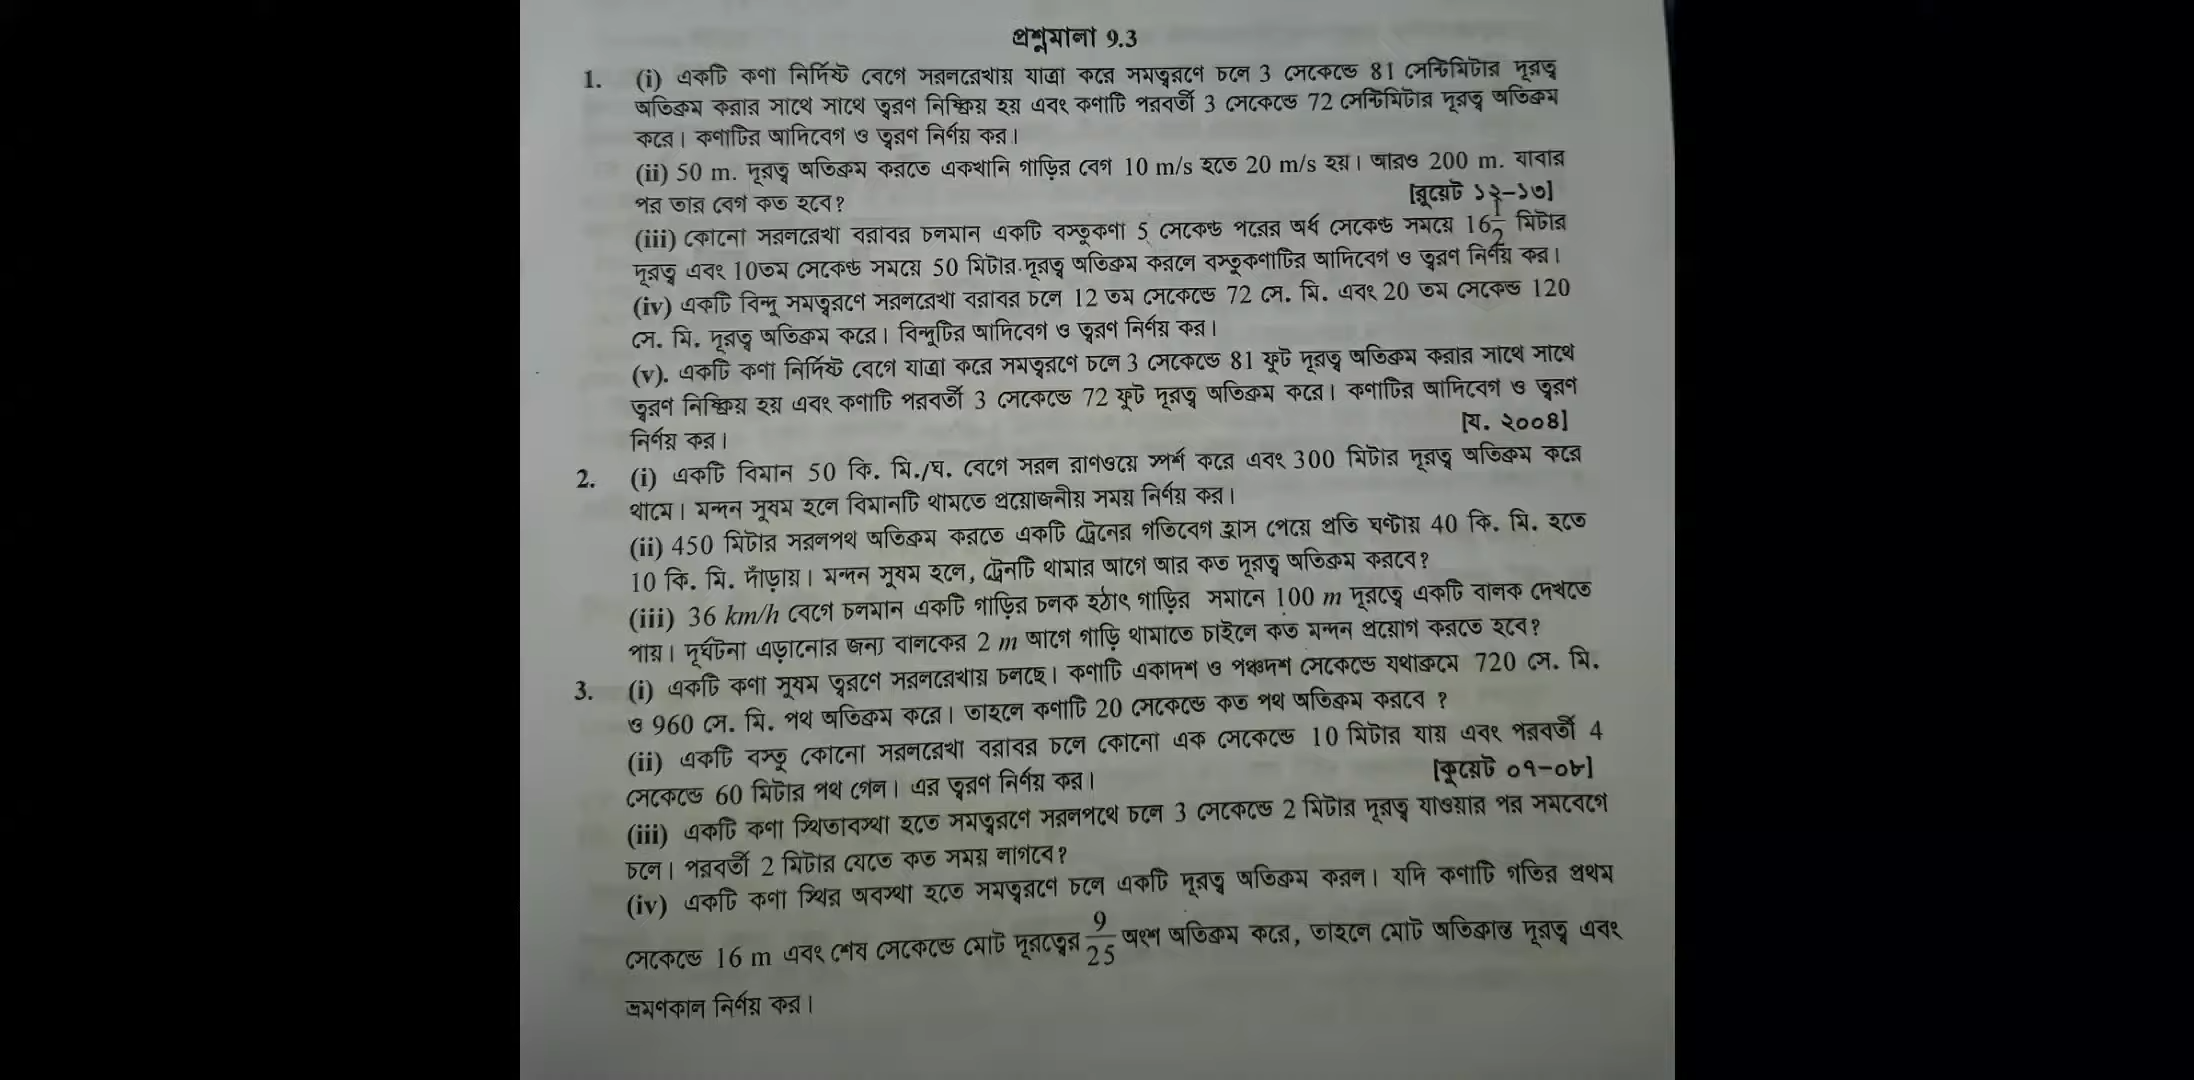 প্রশ্নমালা 9.3
1. (i) একটি কণা নির্দিষ্ট বেগে সরলরেখায় যাত্রা করে সমত্বরণে চলে 3 সেকেন্ডে 81 সেন্টিমিটার দূরত্ব
অতিক্রম করার সাথে সাথে ত্বরণ নিষ্ক্রিয় হয় এবং কণাটি পরবর্তী 3 সেকেন্ডে 72 সেন্টিমিটার দূরত্ব অতিক্রম
করে। কণাটির আদিবেগ ও ত্বরণ নির্ণয় কর।
(ii) 50 m. দূরত্ব অতিক্রম করতে একখানি গাড়ির বেগ 10 m/s হতে 20 m/s হয়। আরও 200 m. যাবার
পর তার বেগ কত হবে? [বুয়েট ১২–১৩]
(iii) কোনো সরলরেখা বরাবর চলমান একটি বস্তুকণা 5 সেকেন্ড পরের অর্ধ সেকেন্ড সময়ে 16 1/2 মিটার
দূরত্ব এবং 10তম সেকেন্ড সময়ে 50 মিটার দূরত্ব অতিক্রম করলে বস্তুকণাটির আদিবেগ ও ত্বরণ নির্ণয় কর।
(iv) একটি বিন্দু সমত্বরণে সরলরেখা বরাবর চলে 12 তম সেকেন্ডে 72 সে. মি. এবং 20 তম সেকেন্ড 120
সে. মি. দূরত্ব অতিক্রম করে। বিন্দুটির আদিবেগ ও ত্বরণ নির্ণয় কর।
(v). একটি কণা নির্দিষ্ট বেগে যাত্রা করে সমত্বরণে চলে 3 সেকেন্ডে 81 ফুট দূরত্ব অতিক্রম করার সাথে সাথে
ত্বরণ নিষ্ক্রিয় হয় এবং কণাটি পরবর্তী 3 সেকেন্ডে 72 ফুট দূরত্ব অতিক্রম করে। কণাটির আদিবেগ ও ত্বরণ
নির্ণয় কর। [য. ২০০৪]
2. (i) একটি বিমান 50 কি. মি./ঘ. বেগে সরল রাণওয়ে স্পর্শ করে এবং 300 মিটার দূরত্ব অতিক্রম করে
থামে। মন্দন সুষম হলে বিমানটি থামতে প্রয়োজনীয় সময় নির্ণয় কর।
(ii) 450 মিটার সরলপথ অতিক্রম করতে একটি ট্রেনের গতিবেগ হ্রাস পেয়ে প্রতি ঘণ্টায় 40 কি. মি. হতে
10 কি. মি. দাঁড়ায়। মন্দন সুষম হলে, ট্রেনটি থামার আগে আর কত দূরত্ব অতিক্রম করবে?
(iii) 36 km/h বেগে চলমান একটি গাড়ির চলক হঠাৎ গাড়ির সমানে 100 m দূরত্বে একটি বালক দেখতে
পায়। দূর্ঘটনা এড়ানোর জন্য বালকের 2 m আগে গাড়ি থামাতে চাইলে কত মন্দন প্রয়োগ করতে হবে?
3. (i) একটি কণা সুষম ত্বরণে সরলরেখায় চলছে। কণাটি একাদশ ও পঞ্চদশ সেকেন্ডে যথাক্রমে 720 সে. মি.
ও 960 সে. মি. পথ অতিক্রম করে। তাহলে কণাটি 20 সেকেন্ডে কত পথ অতিক্রম করবে ?
(ii) একটি বস্তু কোনো সরলরেখা বরাবর চলে কোনো এক সেকেন্ডে 10 মিটার যায় এবং পরবর্তী 4
সেকেন্ডে 60 মিটার পথ গেল। এর ত্বরণ নির্ণয় কর। [কুয়েট ০৭–০৮]
(iii) একটি কণা স্থিতাবস্থা হতে সমত্বরণে সরলপথে চলে 3 সেকেন্ডে 2 মিটার দূরত্ব যাওয়ার পর সমবেগে
চলে। পরবর্তী 2 মিটার যেতে কত সময় লাগবে?
(iv) একটি কণা স্থির অবস্থা হতে সমত্বরণে চলে একটি দূরত্ব অতিক্রম করল। যদি কণাটি গতির প্রথম
সেকেন্ডে 16 m এবং শেষ সেকেন্ডে মোট দূরত্বের 9/25 অংশ অতিক্রম করে, তাহলে মোট অতিক্রান্ত দূরত্ব এবং
ভ্রমণকাল নির্ণয় কর।